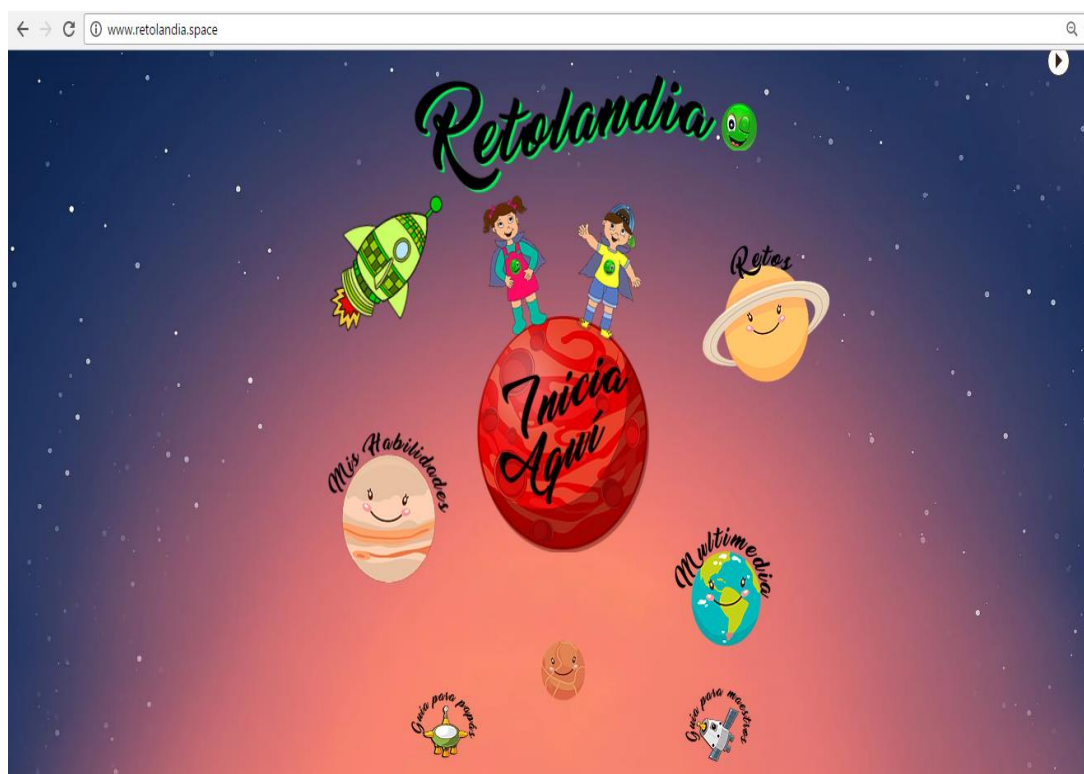 www.retolandia.space
Retolandia
Retos
Inicia
Aquí
Mis Habilidades
Multimedia
Guía para papás
Guía para maestros